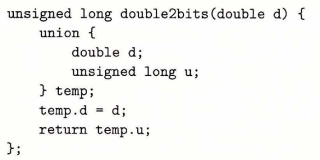 unsigned long double2bits(double d) {
    union {
        double d;
        unsigned long u;
    } temp;
    temp.d = d;
    return temp.u;
};